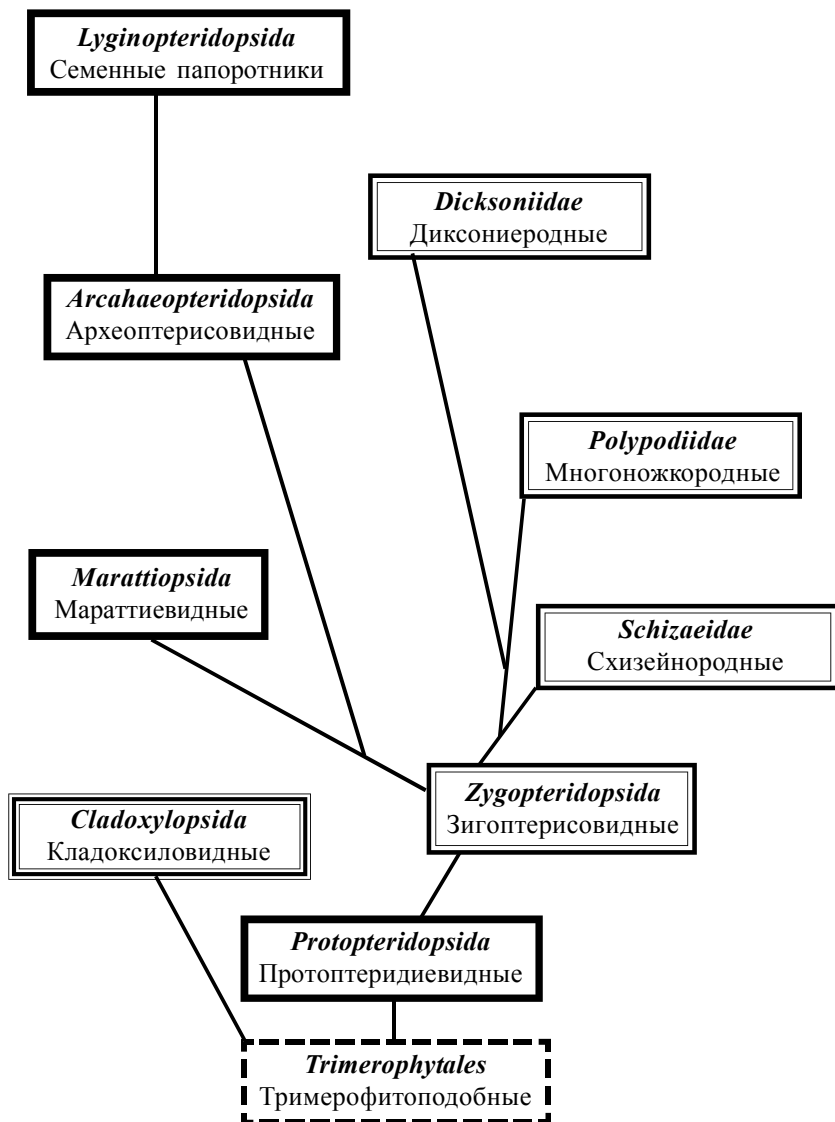 Lyginopteridopsida
Семенные папоротники
Dicksoniidae
Диксониеродные
Arcahaeopteridopsida
Археоптерисовидные
Polypodiidae
Многоножкородные
Marattiopsida
Мараттиевидные
Schizaeidae
Схизейнородные
Zygopteridopsida
Зигоптерисовидные
Cladoxylopsida
Кладоксиловидные
Protopteridopsida
Протоптеридиевидные
Trimerophytales
Тримерофитоподобные